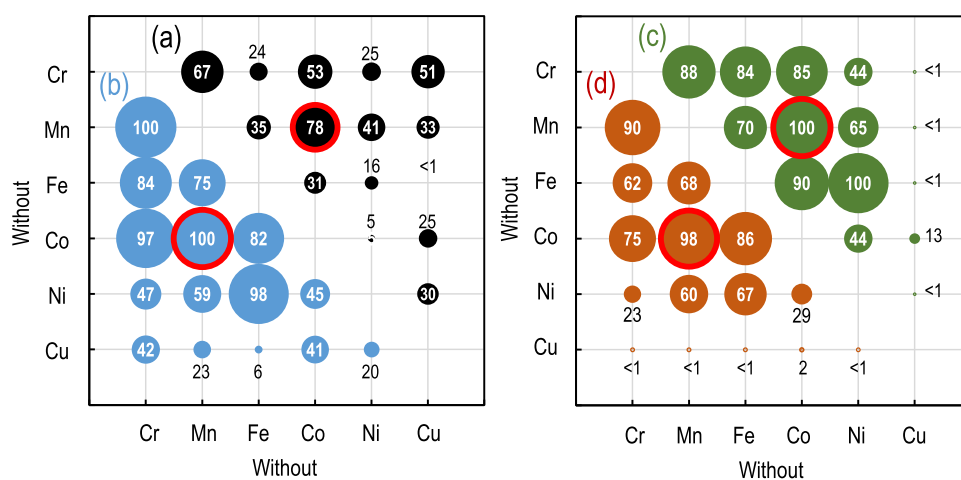 (a) (c)
24 25
Cr 67 53 51 Cr 88 84 85 44 <1
(b) (d)
Mn 100 35 78 41 33 Mn 90 70 100 65 <1
16 <1
Fe 84 75 31 Fe 62 68 90 100 <1
Without Without
5 25
Co 97 100 82 Co 75 98 86 44 13
Ni 47 59 98 45 30 Ni 60 67 <1
23 29
Cu 42 41 Cu
23 6 20 <1 <1 <1 2 <1
Cr Mn Fe Co Ni Cu Cr Mn Fe Co Ni Cu
Without Without